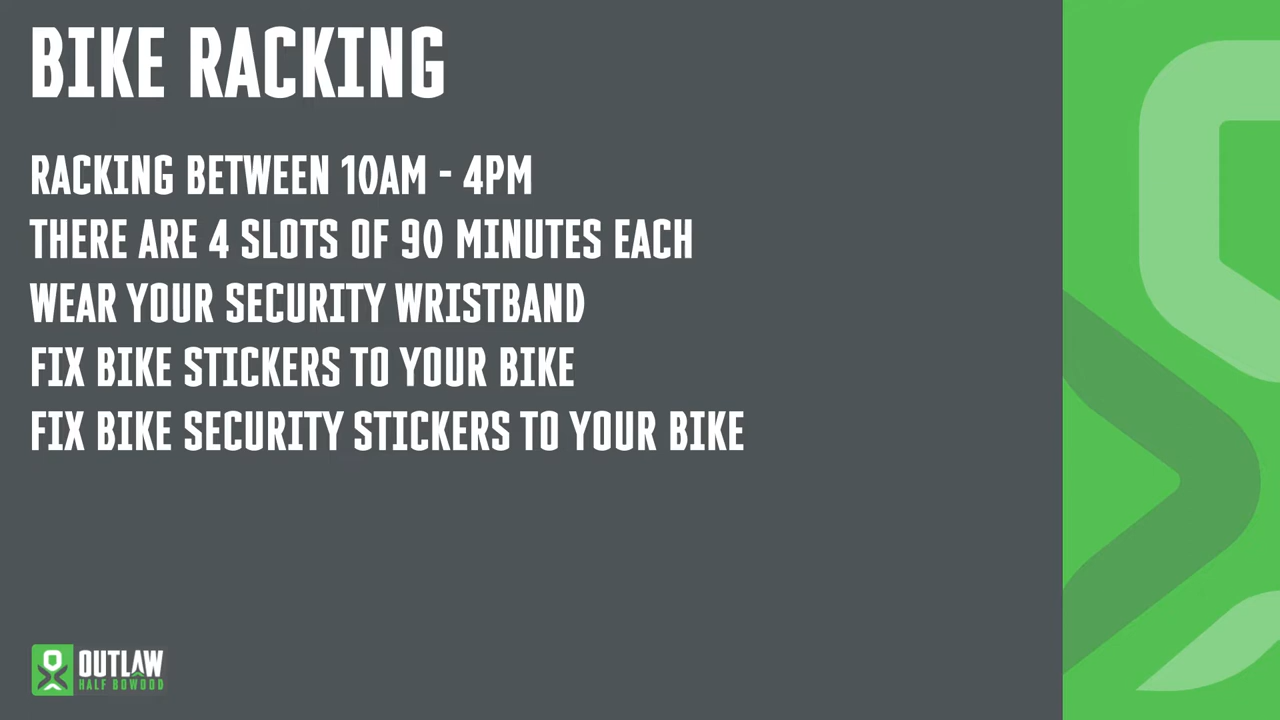 BIKE RACKING
RACKING BETWEEN 10AM - 4PM
THERE ARE 4 SLOTS OF 90 MINUTES EACH
WEAR YOUR SECURITY WRISTBAND
FIX BIKE STICKERS TO YOUR BIKE
FIX BIKE SECURITY STICKERS TO YOUR BIKE
OUTLAW
HALF BOWOOD